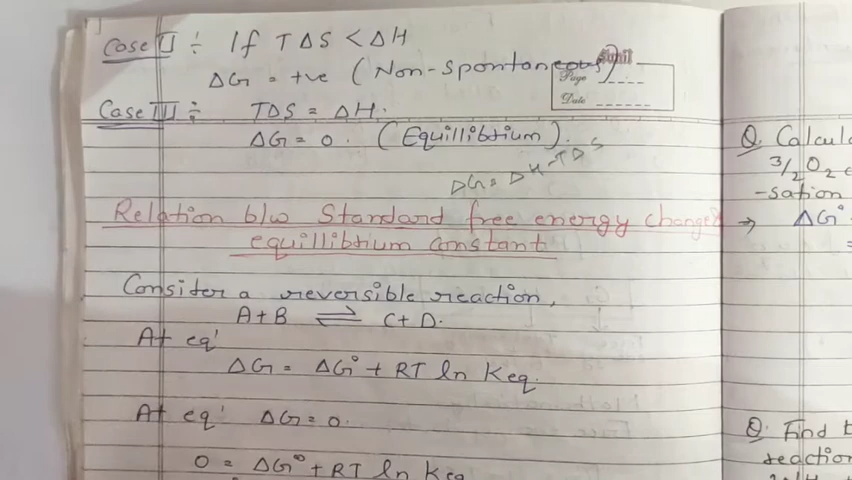 Case II ÷ If TΔS < ΔH
ΔG = +ve (Non-spontaneous)
Page
Date
Case III ÷ TΔS = ΔH.
ΔG = 0. (Equillibtium).
ΔG = ΔH - TΔS
Relation b/w Standard free energy change &
equillibtium constant
Consider a reversible reaction,
A + B ⇌ C + D.
At eq'
ΔG = ΔG° + RT ln Keq.
At eq' ΔG = 0.
0 = ΔG° + RT ln Keq
Q. Calcul
3/2 O2
-sation
→ ΔG°
=
Q. Find
reaction